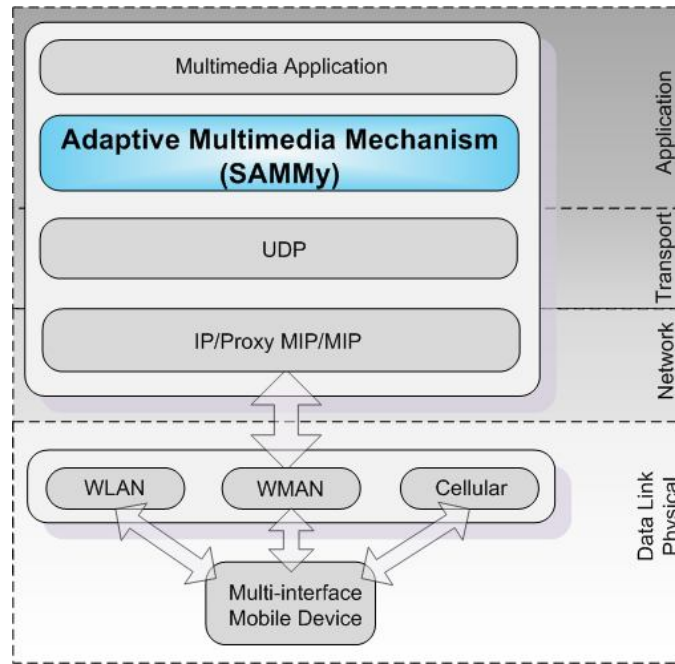 Multimedia Application
Adaptive Multimedia Mechanism
(SAMMy)
UDP
IP/Proxy MIP/MIP
WLAN
WMAN
Cellular
Multi-interface
Mobile Device
Application
Transport
Network
Data Link
Physical